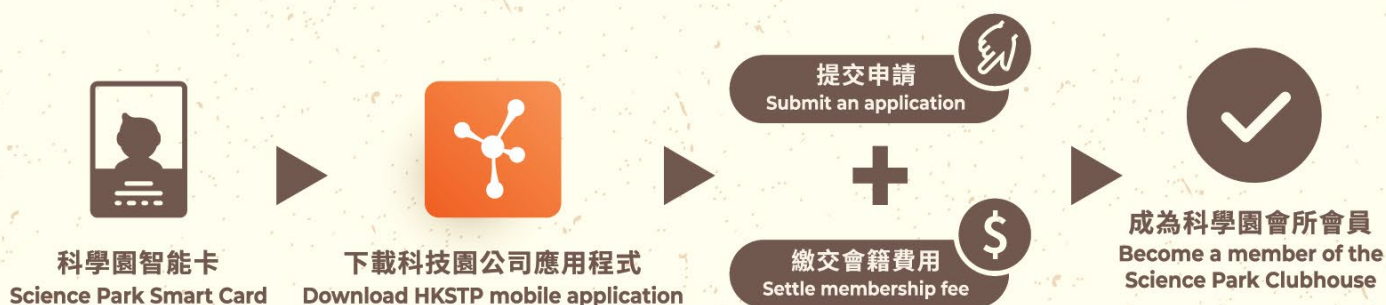 科學園智能卡
Science Park Smart Card
下載科技園公司應用程式
Download HKSTP mobile application
提交申請
Submit an application
繳交會籍費用
Settle membership fee
$
成為科學園會所會員
Become a member of the
Science Park Clubhouse